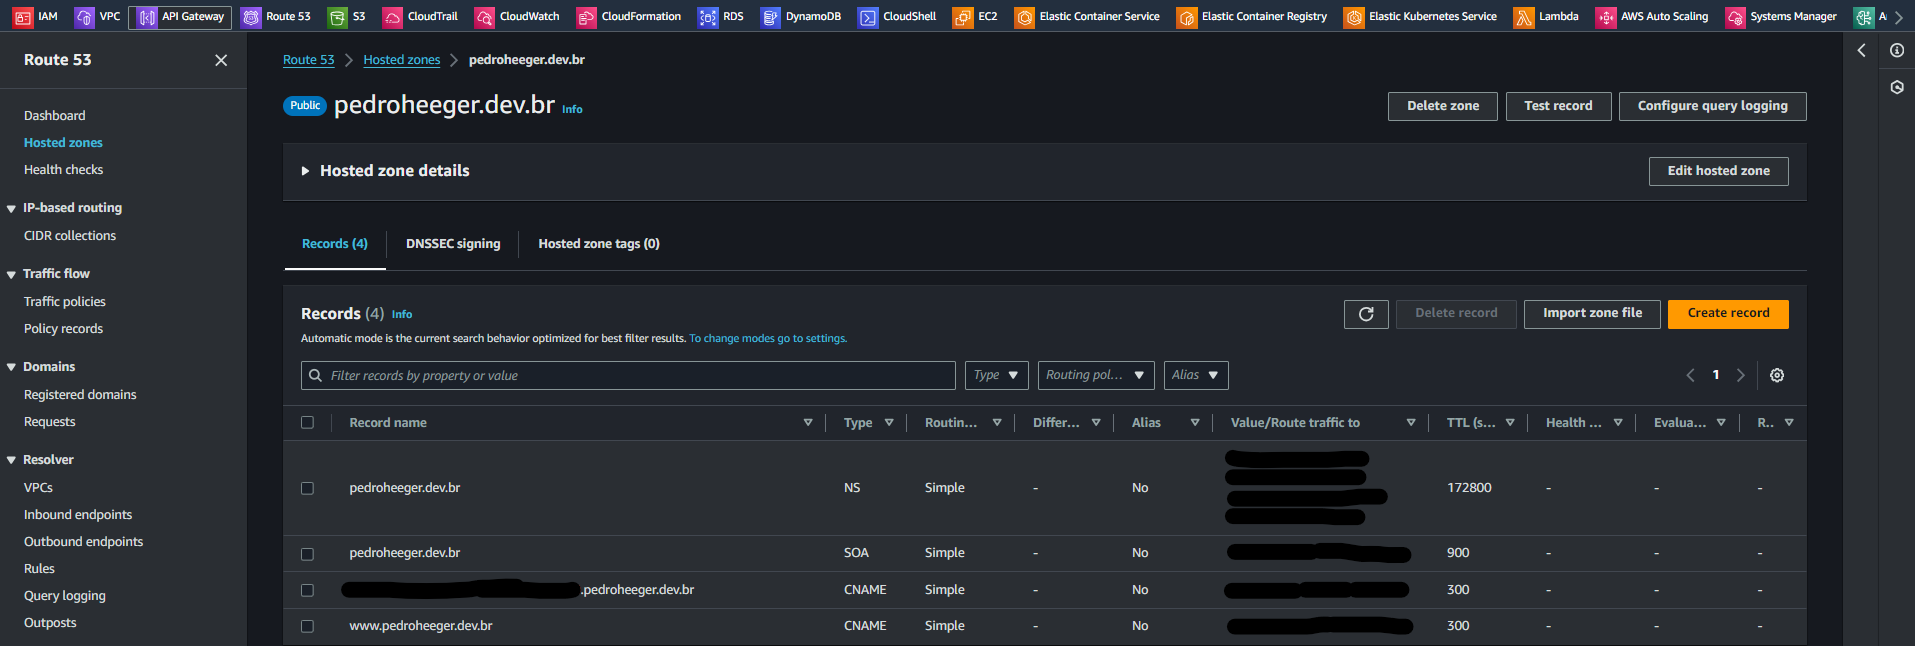 IAM VPC API Gateway Route 53 S3 CloudTrail CloudWatch CloudFormation RDS DynamoDB CloudShell EC2 Elastic Container Service Elastic Container Registry Elastic Kubernetes Service Lambda AWS Auto Scaling Systems Manager
Route 53
Dashboard
Hosted zones
Health checks
IP-based routing
CIDR collections
Traffic flow
Traffic policies
Policy records
Domains
Registered domains
Requests
Resolver
VPCs
Inbound endpoints
Outbound endpoints
Rules
Query logging
Outposts
Route 53 Hosted zones pedroheeger.dev.br
Public pedroheeger.dev.br Info
Delete zone Test record Configure query logging
Hosted zone details Edit hosted zone
Records (4) DNSSEC signing Hosted zone tags (0)
Records (4) Info
Delete record Import zone file Create record
Automatic mode is the current search behavior optimized for best filter results. To change modes go to settings.
Filter records by property or value Type Routing pol... Alias 1
Record name Type Routin... Differ... Alias Value/Route traffic to TTL (s... Health ... Evalua... R..
pedroheeger.dev.br NS Simple - No 172800 - - -
pedroheeger.dev.br SOA Simple - No 900 - - -
.pedroheeger.dev.br CNAME Simple - No 300 - - -
www.pedroheeger.dev.br CNAME Simple - No 300 - - -